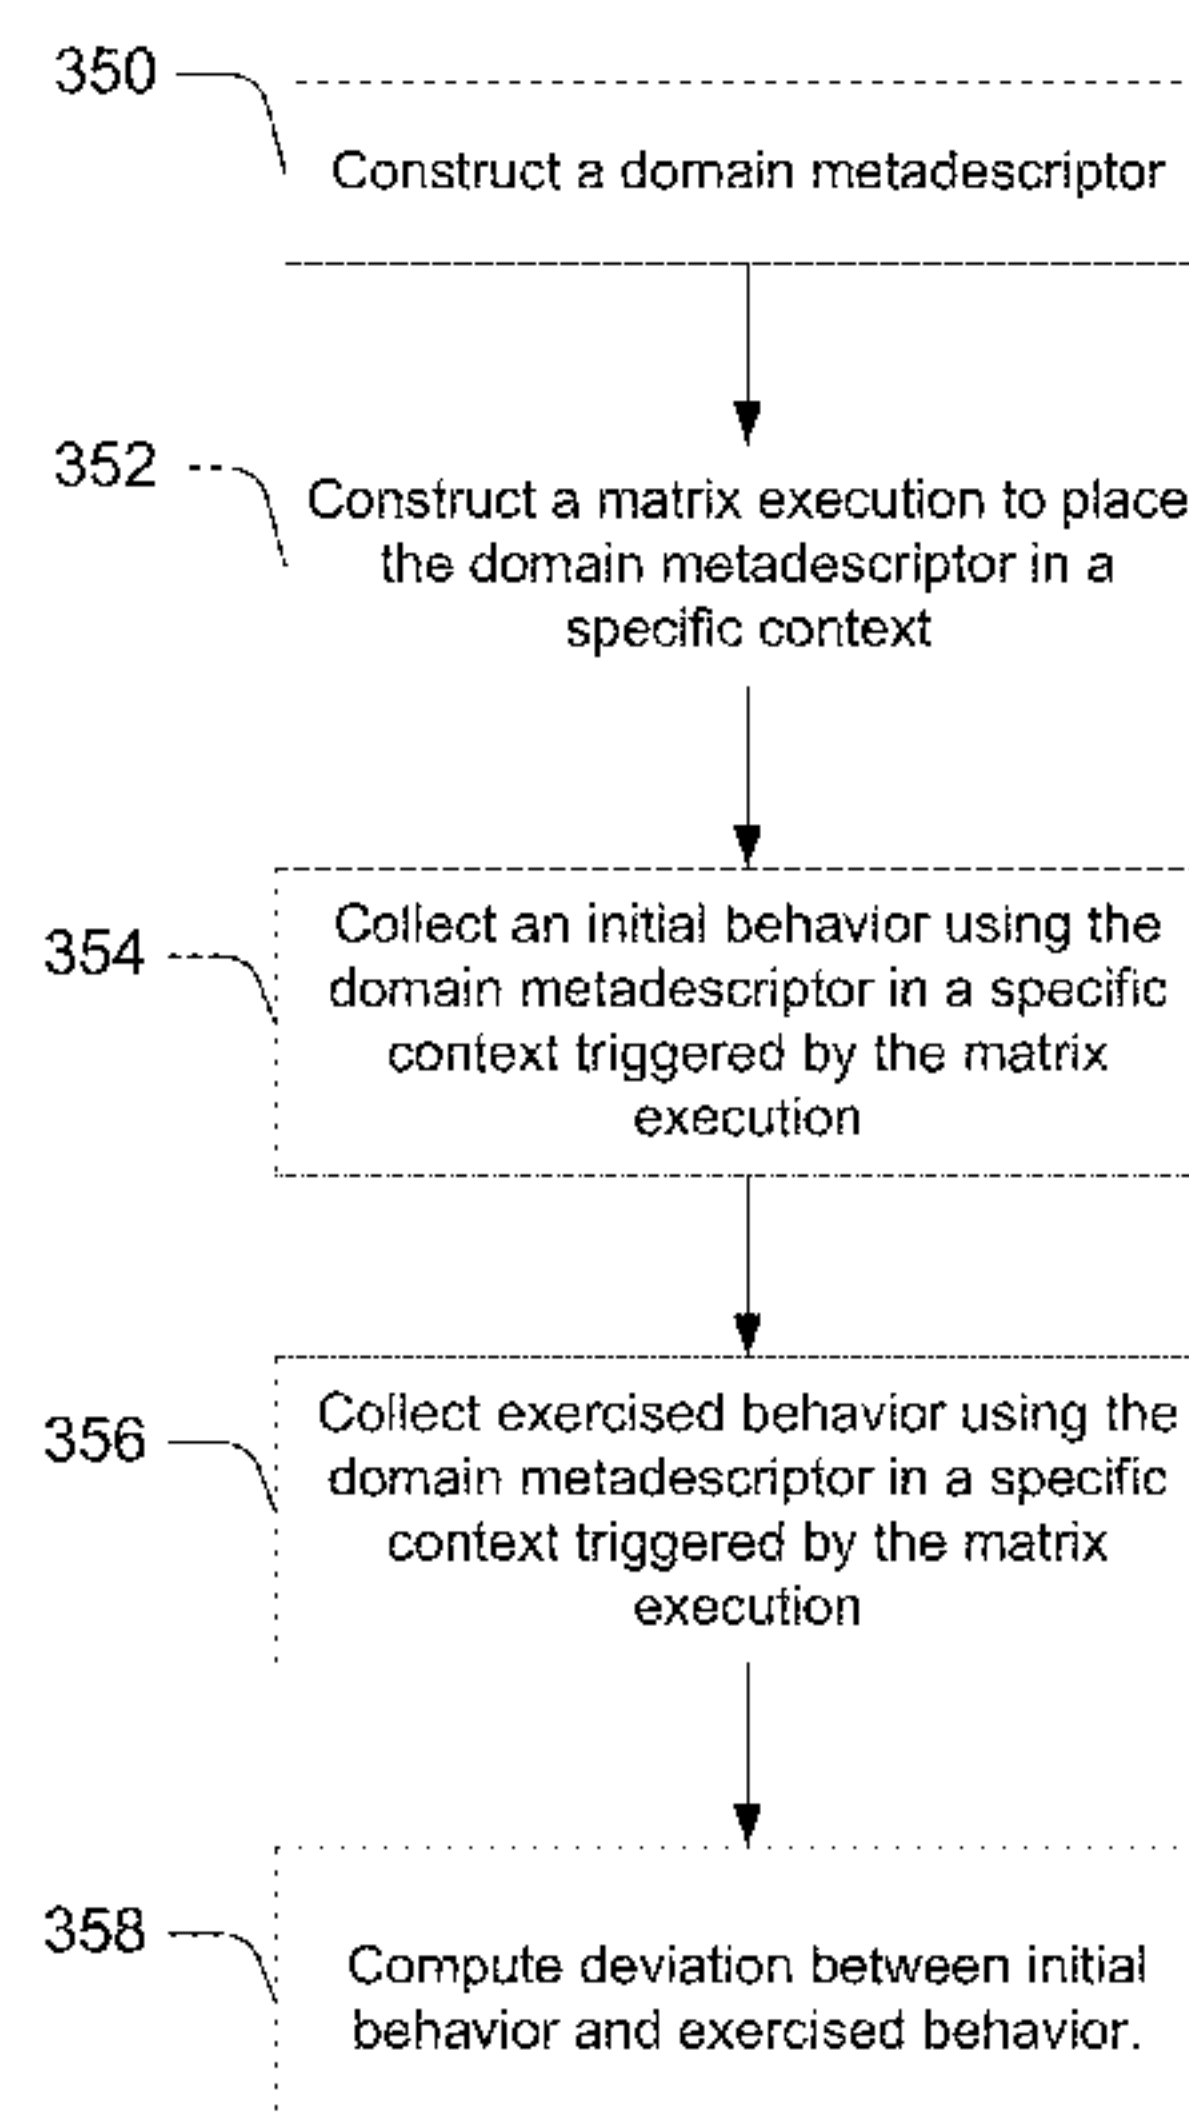 350
Construct a domain metadescriptor
352
Construct a matrix execution to place
the domain metadescriptor in a
specific context
354
Collect an initial behavior using the
domain metadescriptor in a specific
context triggered by the matrix
execution
356
Collect exercised behavior using the
domain metadescriptor in a specific
context triggered by the matrix
execution
358
Compute deviation between initial
behavior and exercised behavior.